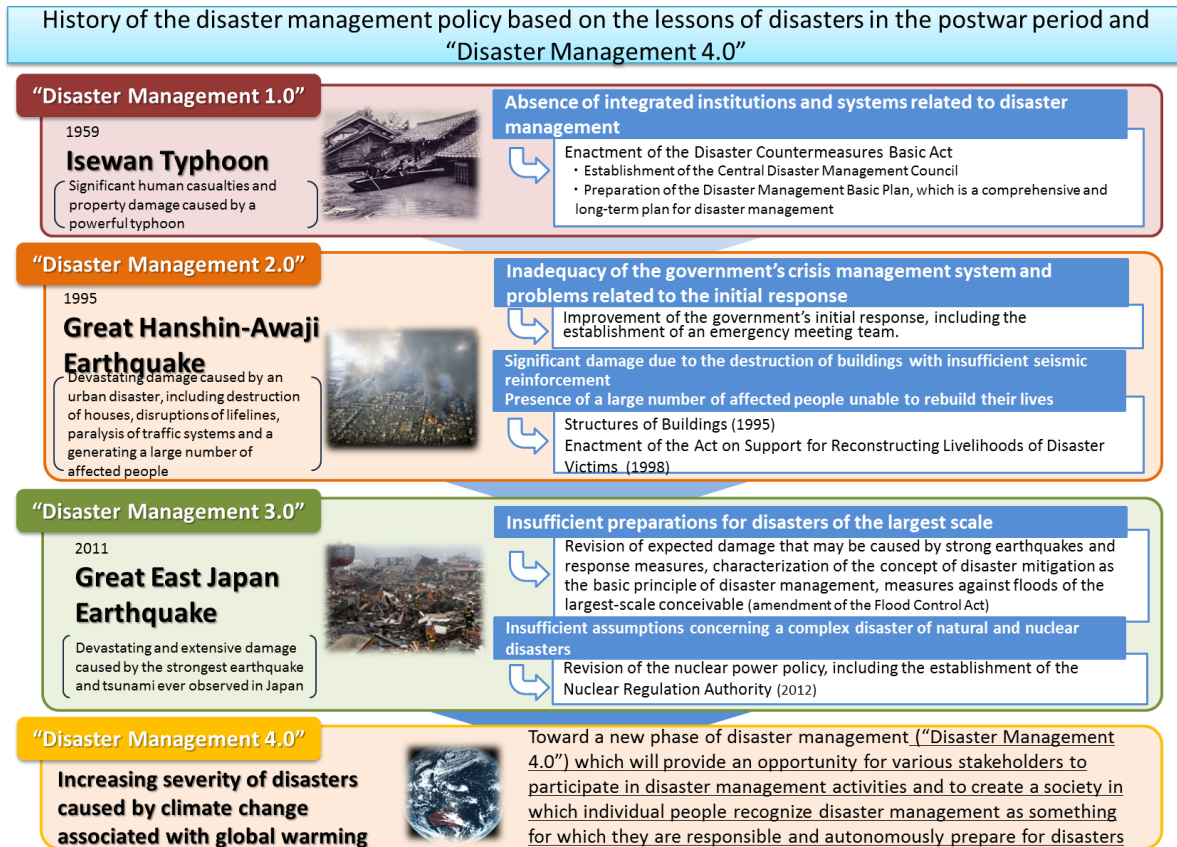 History of the disaster management policy based on the lessons of disasters in the postwar period and
“Disaster Management 4.0”
“Disaster Management 1.0”
1959
Isewan Typhoon
Significant human casualties and
property damage caused by a
powerful typhoon
Absence of integrated institutions and systems related to disaster
management
Enactment of the Disaster Countermeasures Basic Act
・Establishment of the Central Disaster Management Council
・Preparation of the Disaster Management Basic Plan, which is a comprehensive and
long-term plan for disaster management
“Disaster Management 2.0”
1995
Great Hanshin-Awaji
Earthquake
Devastating damage caused by an
urban disaster, including destruction
of houses, disruptions of lifelines,
paralysis of traffic systems and a
generating a large number of
affected people
Inadequacy of the government’s crisis management system and
problems related to the initial response
Improvement of the government’s initial response, including the
establishment of an emergency meeting team.
Significant damage due to the destruction of buildings with insufficient seismic
reinforcement
Presence of a large number of affected people unable to rebuild their lives
Structures of Buildings (1995)
Enactment of the Act on Support for Reconstructing Livelihoods of Disaster
Victims (1998)
“Disaster Management 3.0”
2011
Great East Japan
Earthquake
Devastating and extensive damage
caused by the strongest earthquake
and tsunami ever observed in Japan
Insufficient preparations for disasters of the largest scale
Revision of expected damage that may be caused by strong earthquakes and
response measures, characterization of the concept of disaster mitigation as
the basic principle of disaster management, measures against floods of the
largest-scale conceivable (amendment of the Flood Control Act)
Insufficient assumptions concerning a complex disaster of natural and nuclear
disasters
Revision of the nuclear power policy, including the establishment of the
Nuclear Regulation Authority (2012)
“Disaster Management 4.0”
Increasing severity of disasters
caused by climate change
associated with global warming
Toward a new phase of disaster management (“Disaster Management
4.0”) which will provide an opportunity for various stakeholders to
participate in disaster management activities and to create a society in
which individual people recognize disaster management as something
for which they are responsible and autonomously prepare for disasters